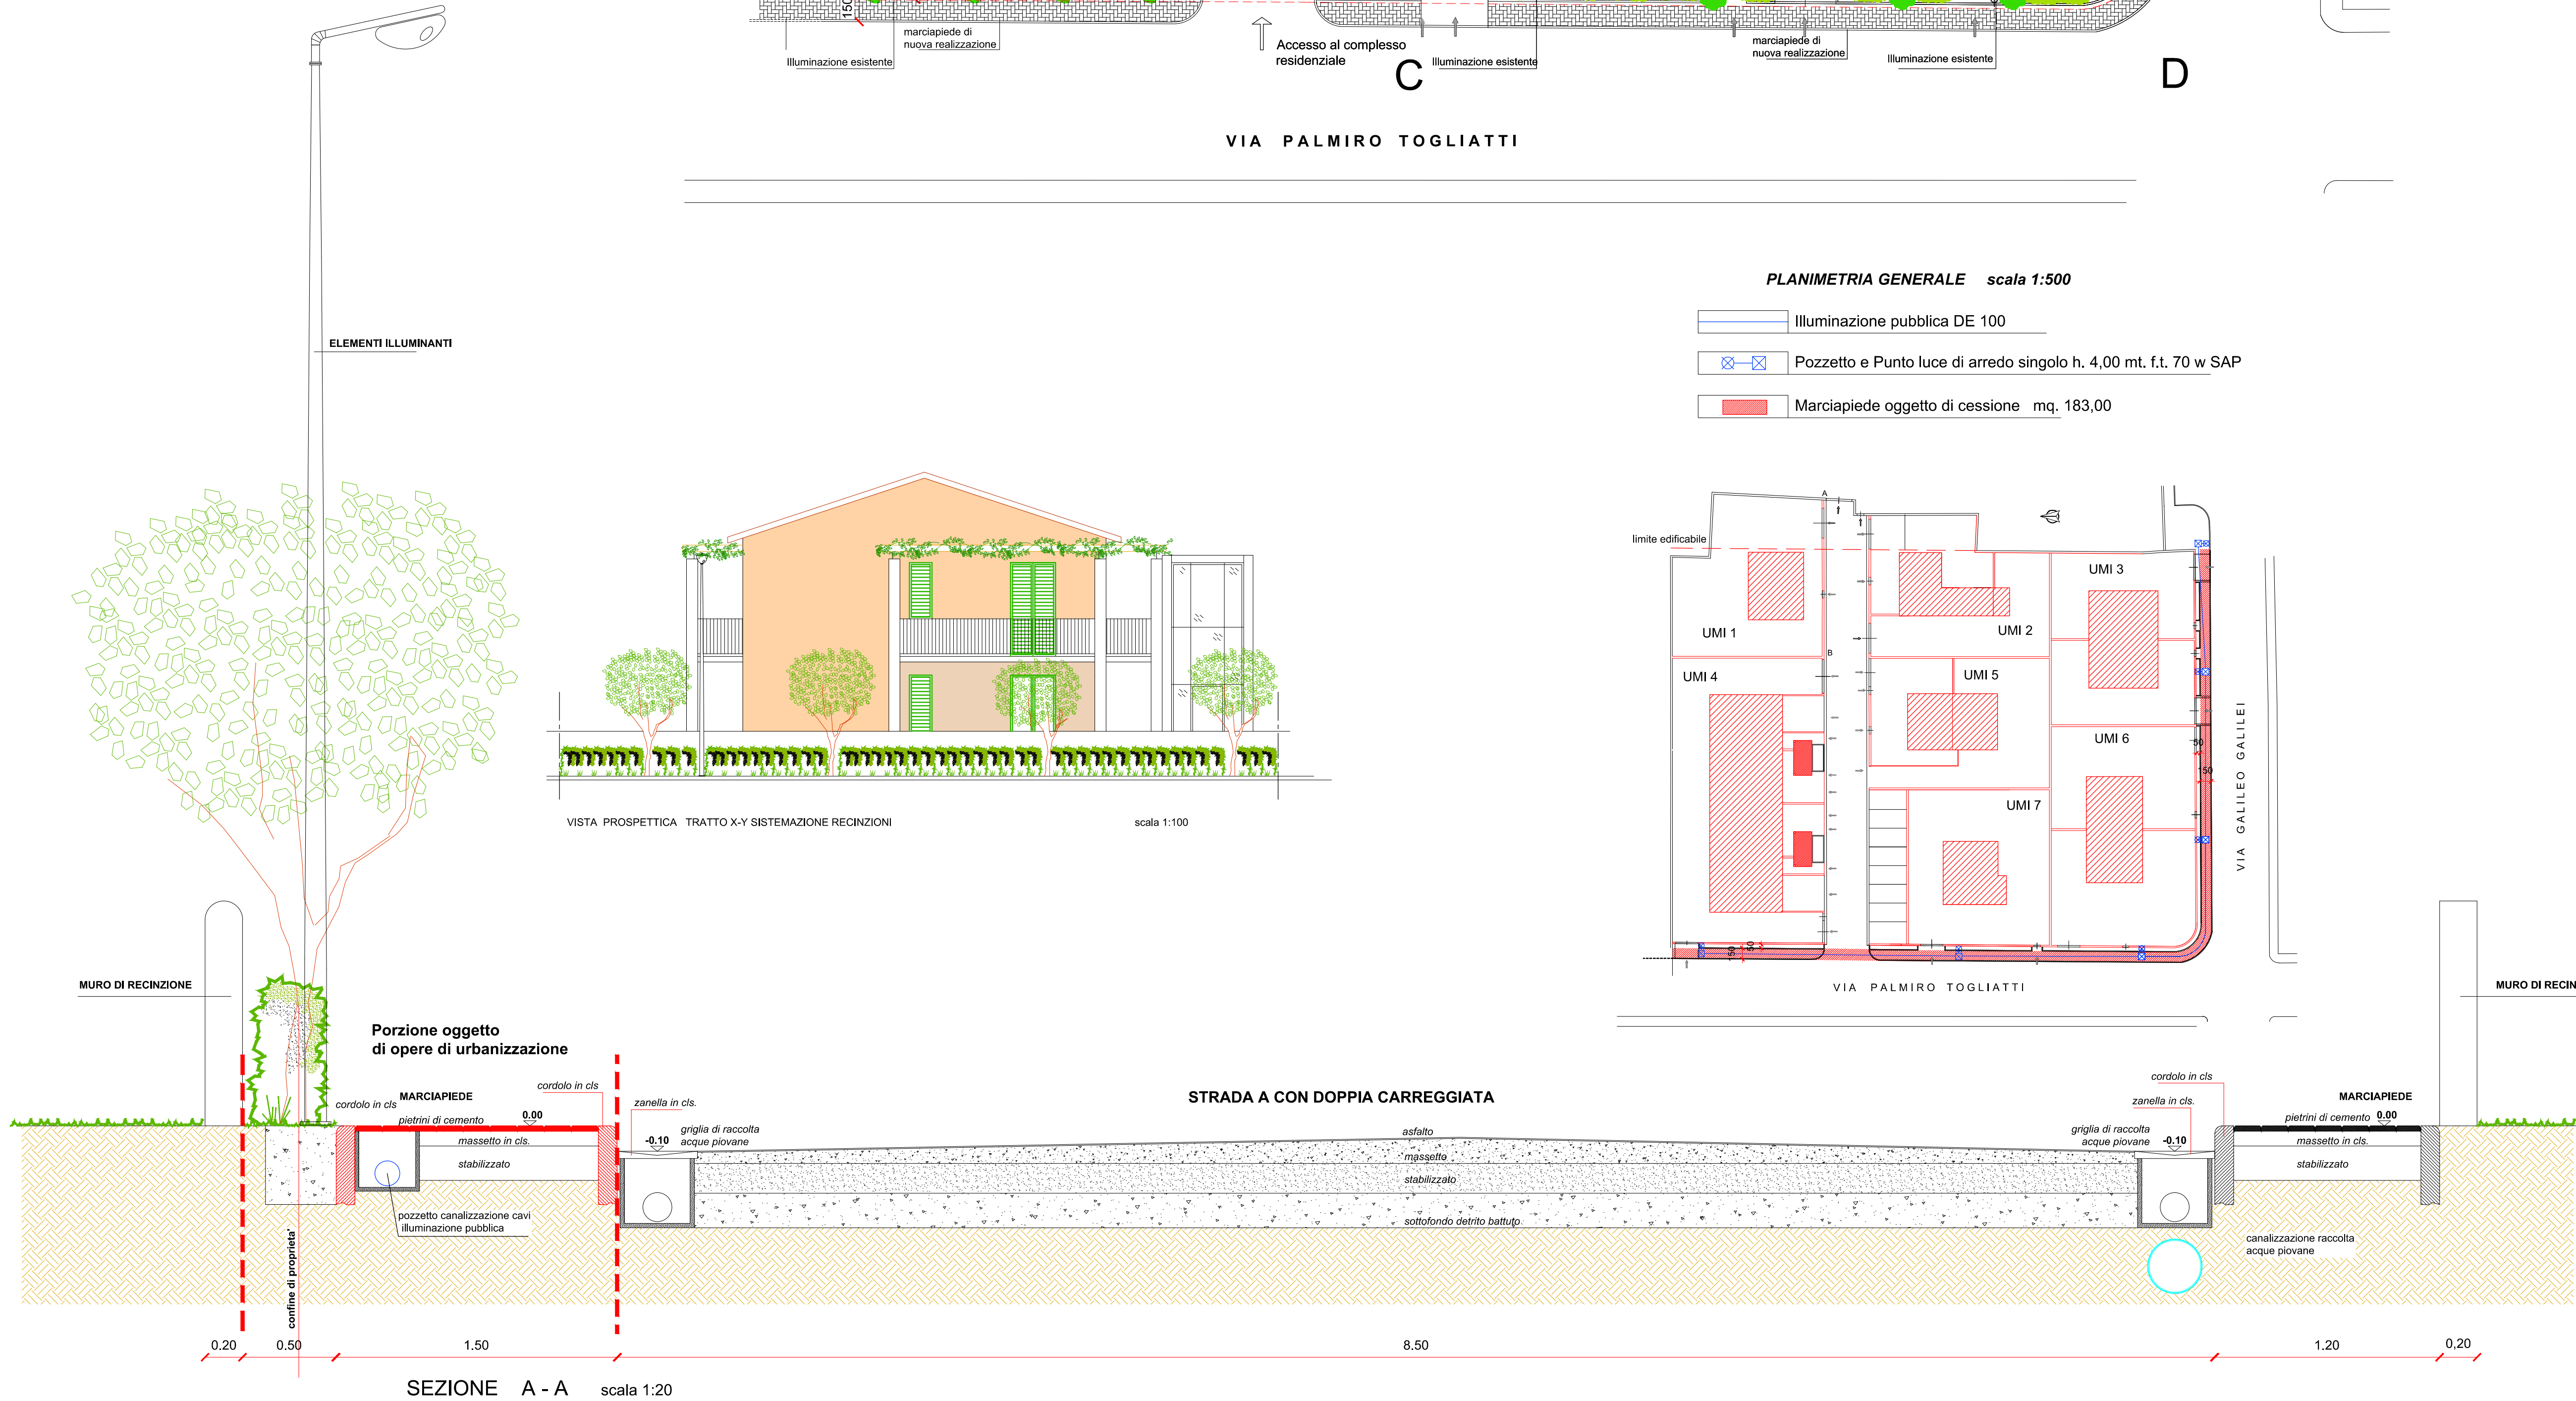 150
marciapiede di
nuova realizzazione
Illuminazione esistente
Accesso al complesso
residenziale
C
Illuminazione esistente
marciapiede di
nuova realizzazione
Illuminazione esistente
D
VIA PALMIRO TOGLIATTI
ELEMENTI ILLUMINANTI
PLANIMETRIA GENERALE scala 1:500
Illuminazione pubblica DE 100
Pozzetto e Punto luce di arredo singolo h. 4,00 mt. f.t. 70 w SAP
Marciapiede oggetto di cessione mq. 183,00
VISTA PROSPETTICA TRATTO X-Y SISTEMAZIONE RECINZIONI
scala 1:100
A
limite edificabile
UMI 3
UMI 1
UMI 2
B
UMI 4
UMI 5
UMI 6
UMI 7
50
150
VIA GALILEO GALILEI
150
50
VIA PALMIRO TOGLIATTI
MURO DI RECINZIONE
MURO DI RECIN
Porzione oggetto
di opere di urbanizzazione
cordolo in cls
MARCIAPIEDE
cordolo in cls
pietrini di cemento
0.00
massetto in cls.
stabilizzato
pozzetto canalizzazione cavi
illuminazione pubblica
confine di proprieta'
zanella in cls.
-0.10
griglia di raccolta
acque piovane
STRADA A CON DOPPIA CARREGGIATA
asfalto
massetto
stabilizzato
sottofondo detrito battuto
cordolo in cls
zanella in cls.
griglia di raccolta
acque piovane
-0.10
MARCIAPIEDE
pietrini di cemento
0.00
massetto in cls.
stabilizzato
canalizzazione raccolta
acque piovane
0.20
0.50
1.50
8.50
1.20
0,20
SEZIONE A - A scala 1:20